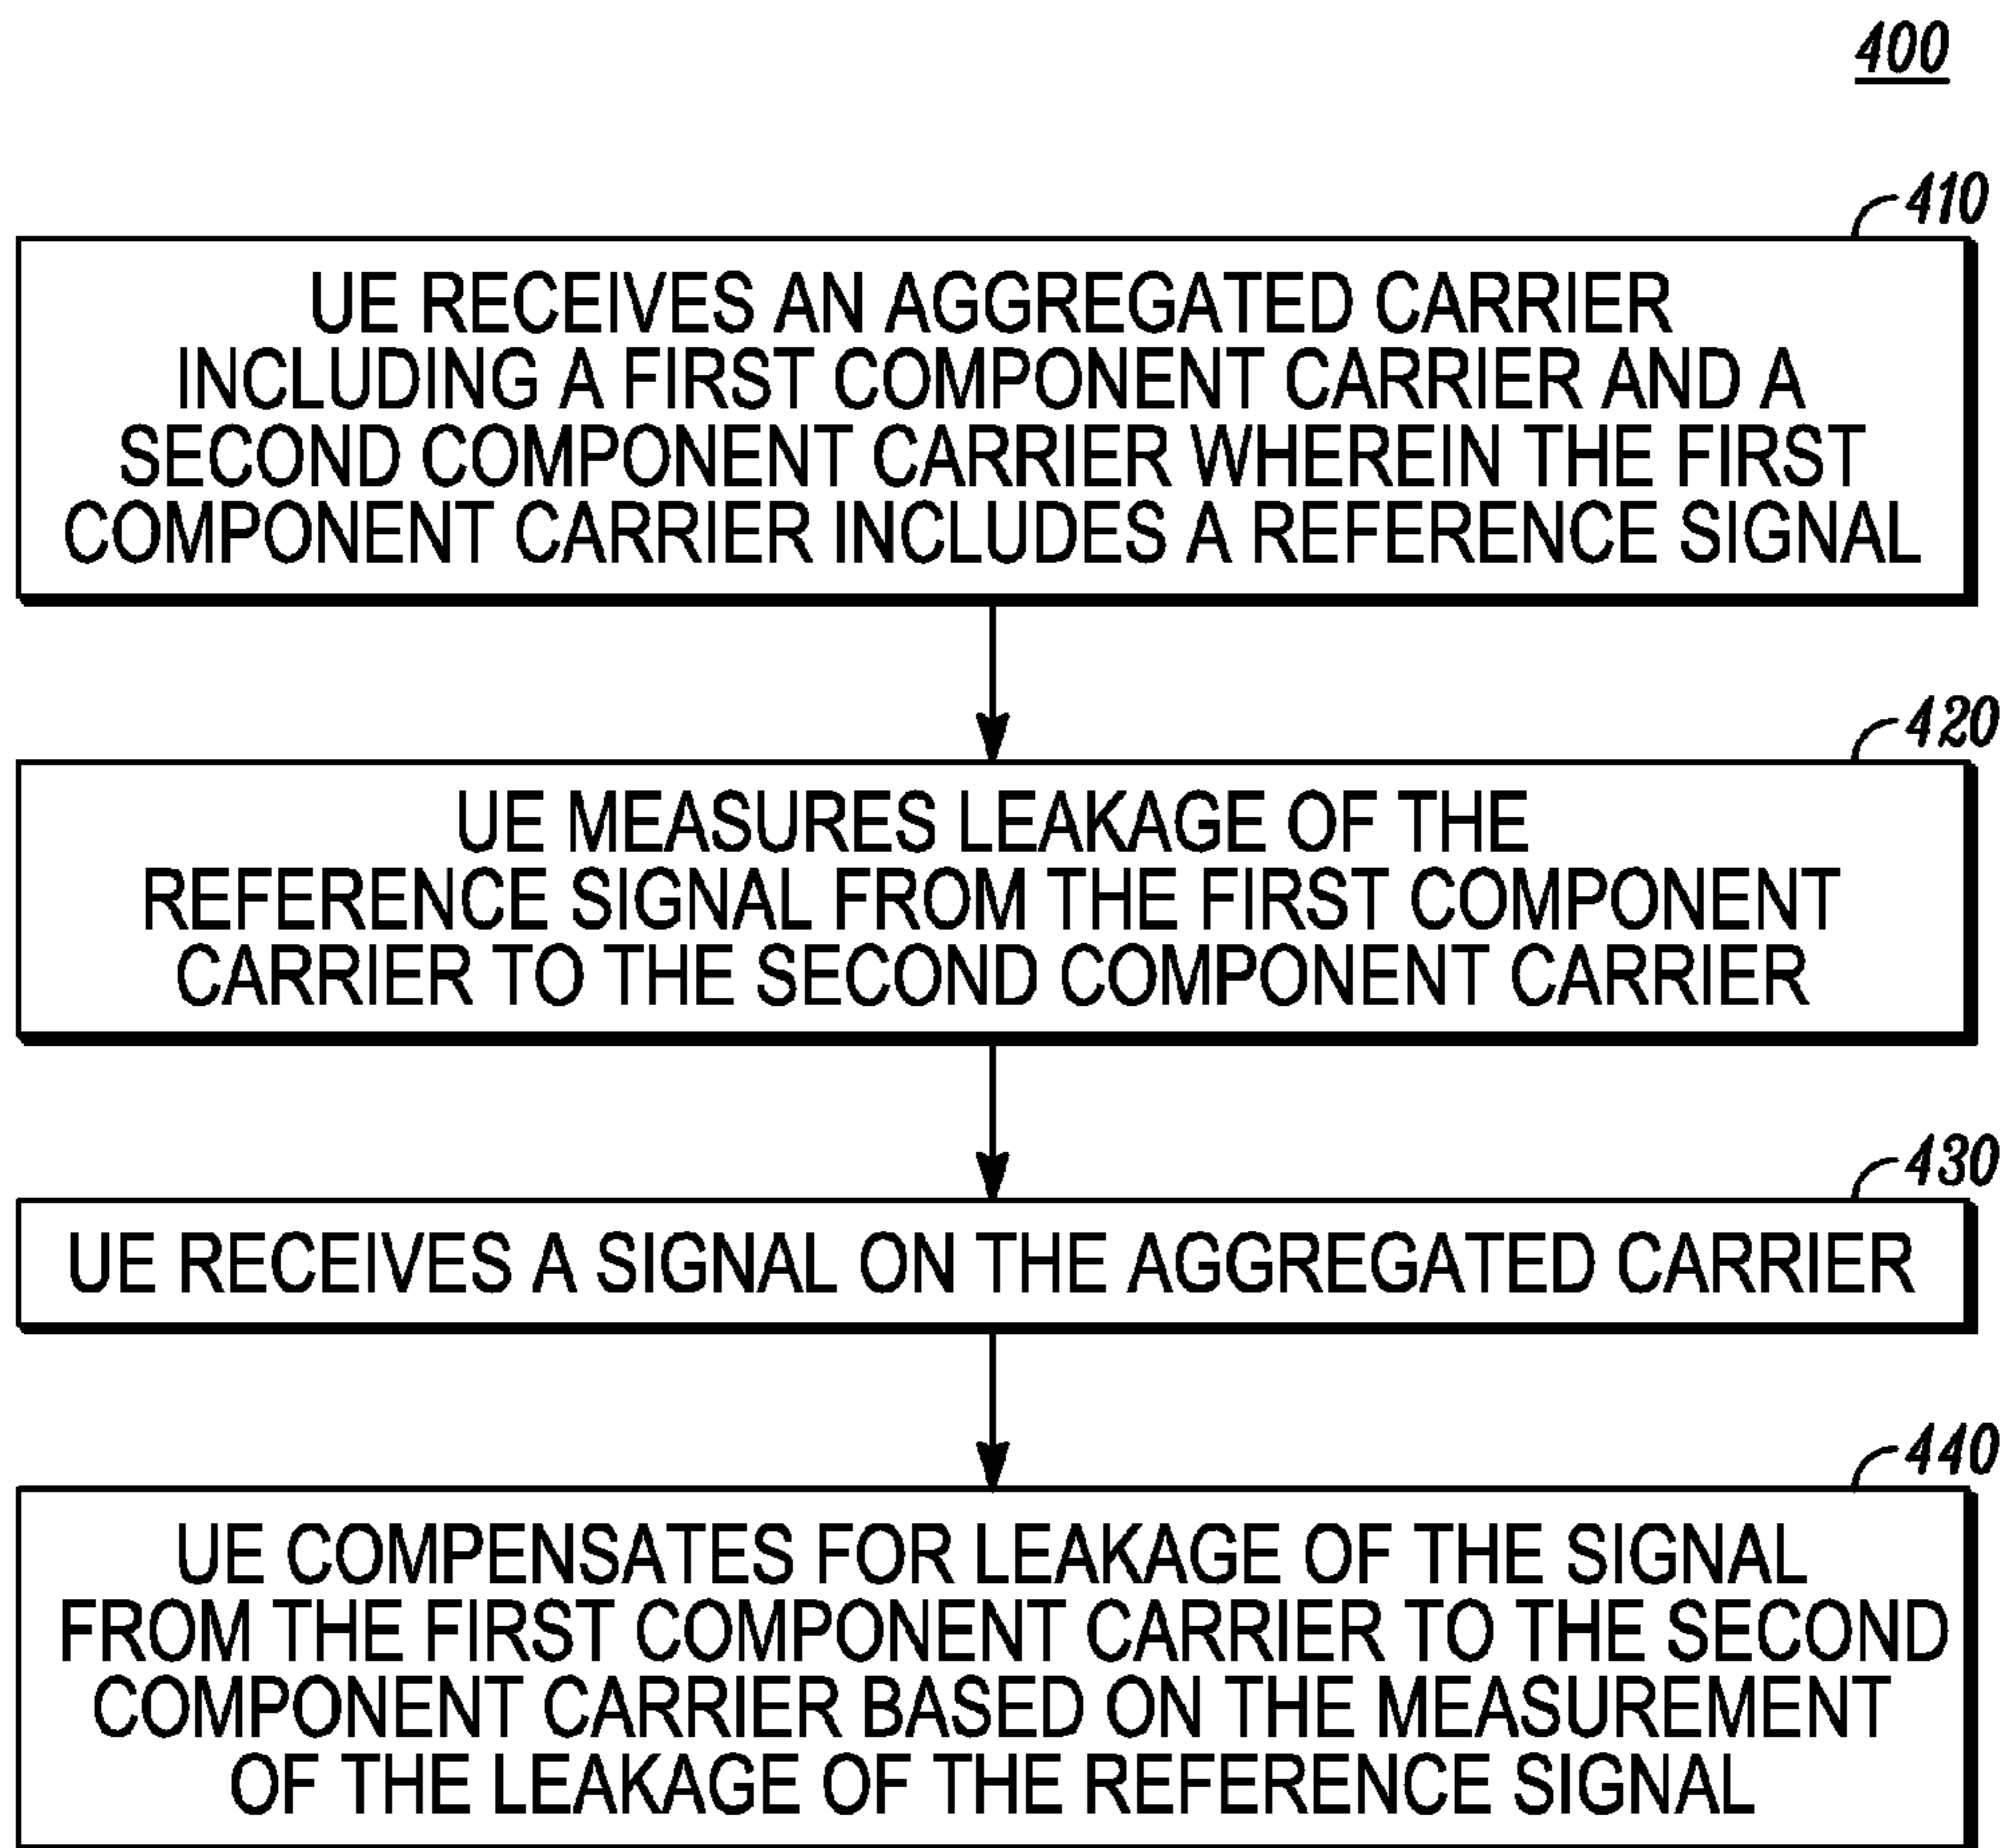 400
410
UE RECEIVES AN AGGREGATED CARRIER
INCLUDING A FIRST COMPONENT CARRIER AND A
SECOND COMPONENT CARRIER WHEREIN THE FIRST
COMPONENT CARRIER INCLUDES A REFERENCE SIGNAL
420
UE MEASURES LEAKAGE OF THE
REFERENCE SIGNAL FROM THE FIRST COMPONENT
CARRIER TO THE SECOND COMPONENT CARRIER
430
UE RECEIVES A SIGNAL ON THE AGGREGATED CARRIER
440
UE COMPENSATES FOR LEAKAGE OF THE SIGNAL
FROM THE FIRST COMPONENT CARRIER TO THE SECOND
COMPONENT CARRIER BASED ON THE MEASUREMENT
OF THE LEAKAGE OF THE REFERENCE SIGNAL